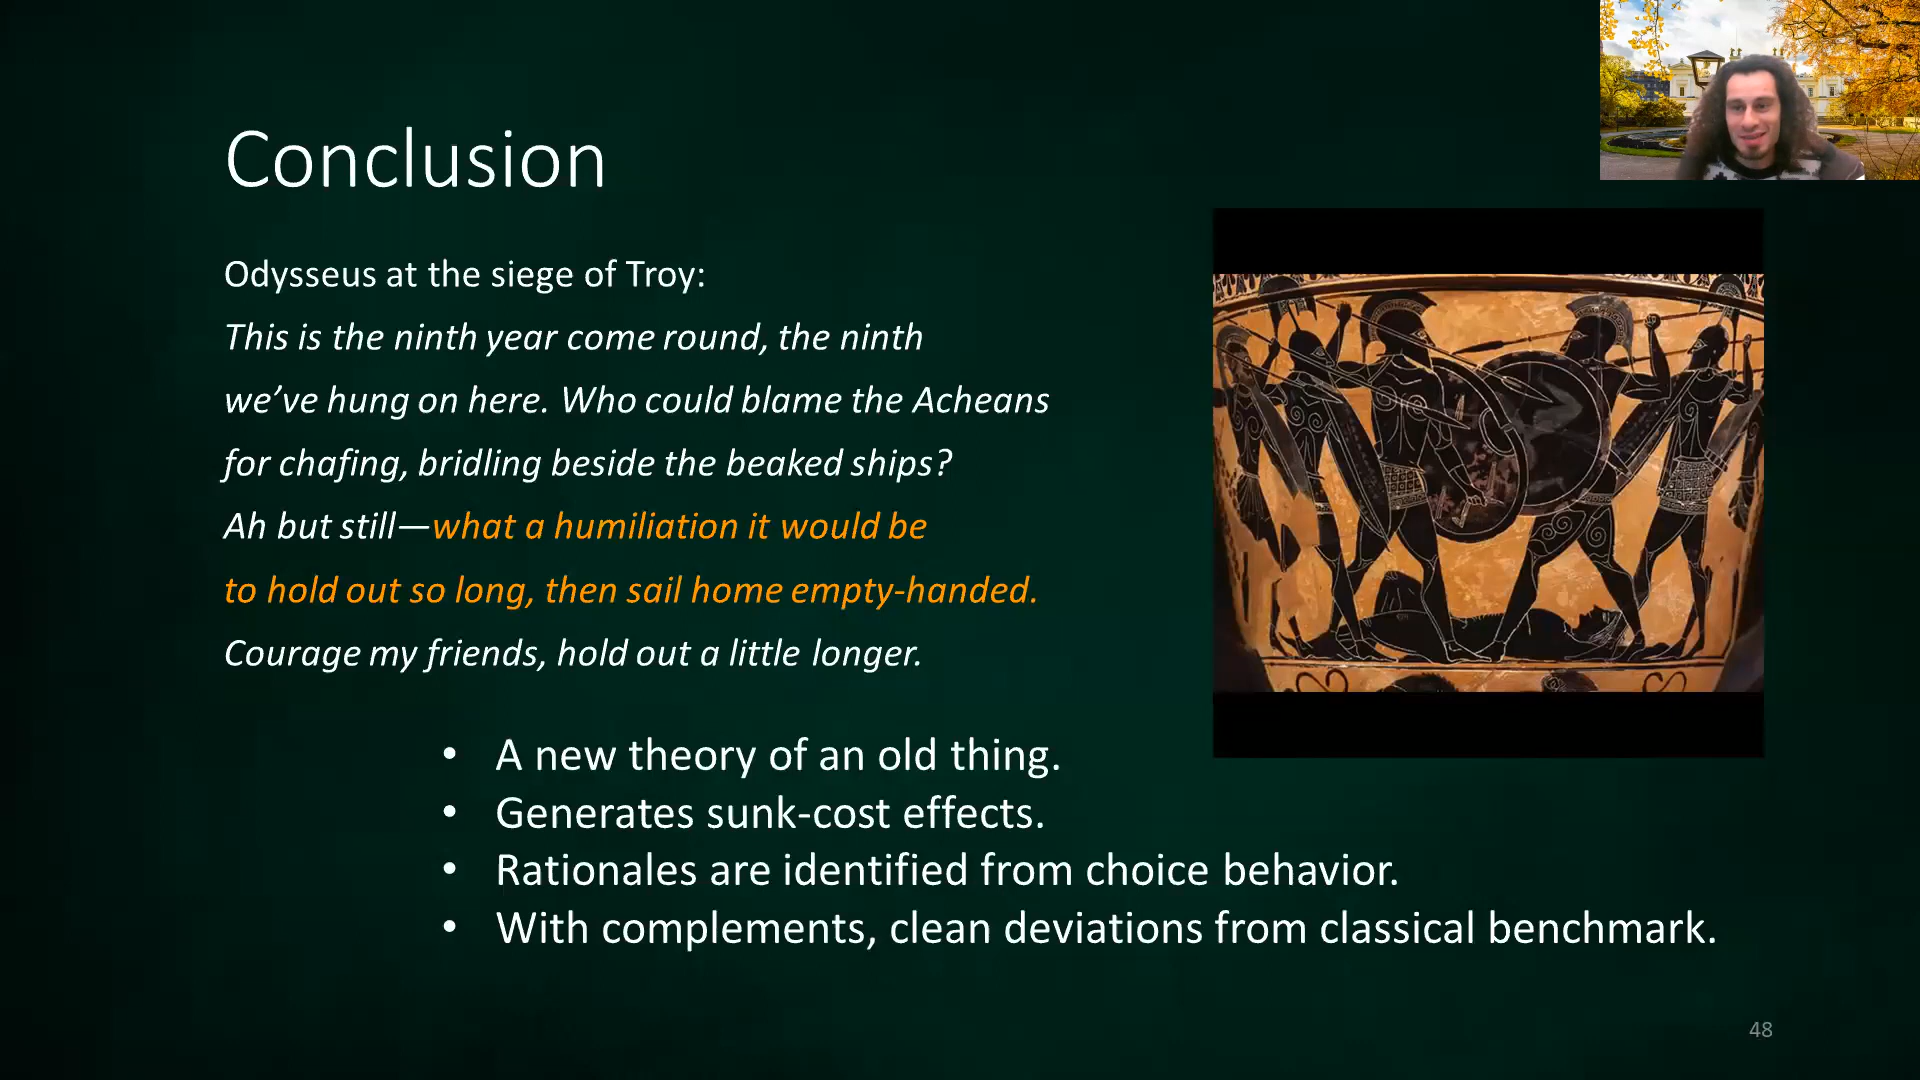 Conclusion
Odysseus at the siege of Troy:
This is the ninth year come round, the ninth
we’ve hung on here. Who could blame the Acheans
for chafing, bridling beside the beaked ships?
Ah but still—what a humiliation it would be
to hold out so long, then sail home empty-handed.
Courage my friends, hold out a little longer.
• A new theory of an old thing.
• Generates sunk-cost effects.
• Rationales are identified from choice behavior.
• With complements, clean deviations from classical benchmark.
48